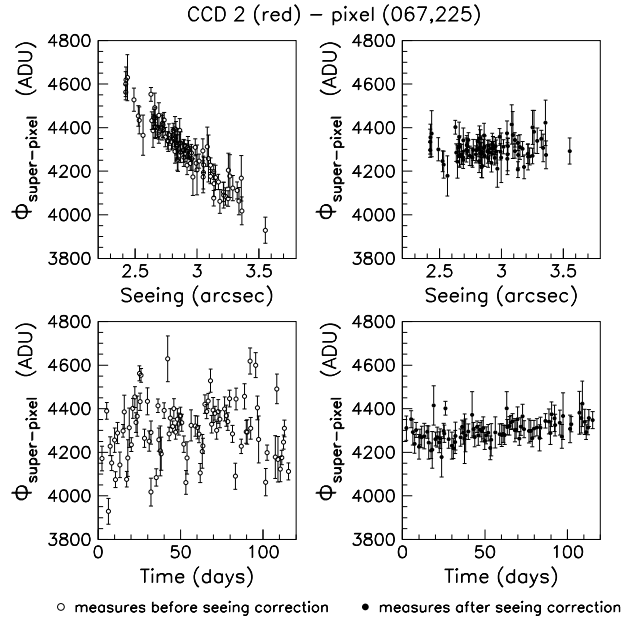 CCD 2 (red) – pixel (067,225)
Φsuper–pixel (ADU)
4800
4600
4400
4200
4000
3800
2.5 3 3.5
Seeing (arcsec)
Φsuper–pixel (ADU)
4800
4600
4400
4200
4000
3800
2.5 3 3.5
Seeing (arcsec)
Φsuper–pixel (ADU)
4800
4600
4400
4200
4000
3800
0 50 100
Time (days)
Φsuper–pixel (ADU)
4800
4600
4400
4200
4000
3800
0 50 100
Time (days)
○ measures before seeing correction
● measures after seeing correction